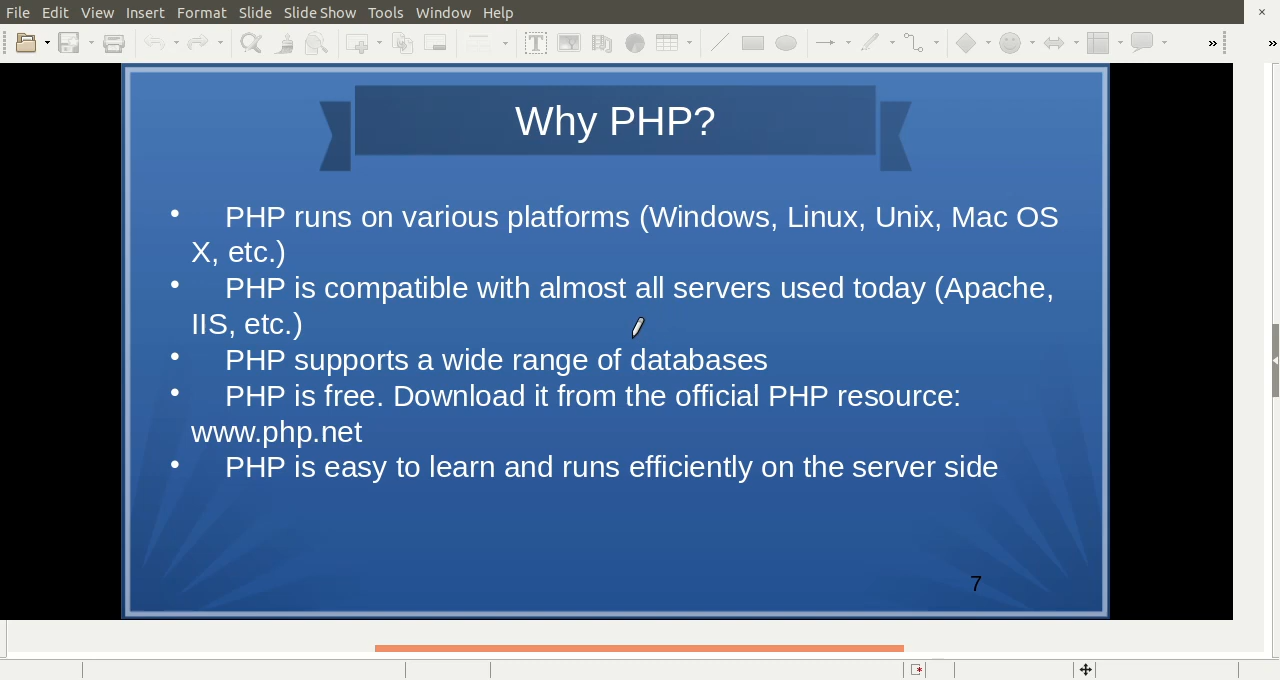 File Edit View Insert Format Slide Slide Show Tools Window Help
Why PHP?
• PHP runs on various platforms (Windows, Linux, Unix, Mac OS
X, etc.)
• PHP is compatible with almost all servers used today (Apache,
IIS, etc.)
• PHP supports a wide range of databases
• PHP is free. Download it from the official PHP resource:
www.php.net
• PHP is easy to learn and runs efficiently on the server side
7